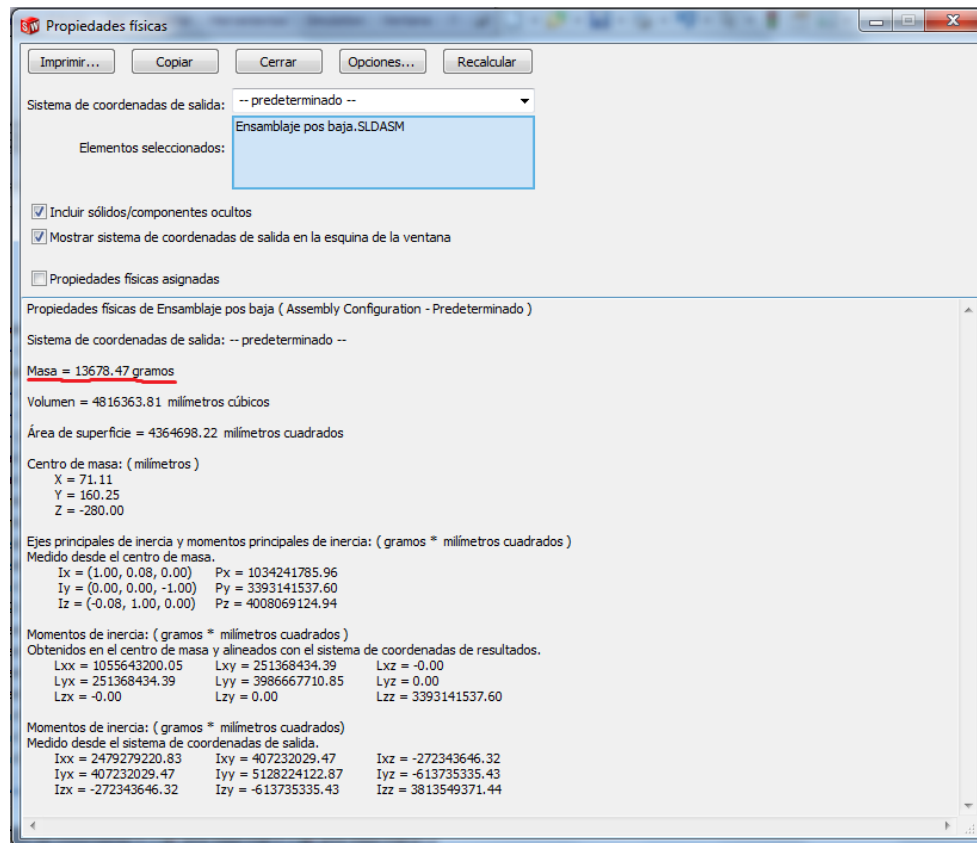 Propiedades físicas
Imprimir... Copiar Cerrar Opciones... Recalcular
Sistema de coordenadas de salida: -- predeterminado --
Elementos seleccionados: Ensamblaje pos baja.SLDASM
Incluir sólidos/componentes ocultos
Mostrar sistema de coordenadas de salida en la esquina de la ventana
Propiedades físicas asignadas
Propiedades físicas de Ensamblaje pos baja ( Assembly Configuration - Predeterminado )
Sistema de coordenadas de salida: -- predeterminado --
Masa = 13678.47 gramos
Volumen = 4816363.81 milímetros cúbicos
Área de superficie = 4364698.22 milímetros cuadrados
Centro de masa: ( milímetros )
X = 71.11
Y = 160.25
Z = -280.00
Ejes principales de inercia y momentos principales de inercia: ( gramos * milímetros cuadrados )
Medido desde el centro de masa.
Ix = (1.00, 0.08, 0.00) Px = 1034241785.96
Iy = (0.00, 0.00, -1.00) Py = 3393141537.60
Iz = (-0.08, 1.00, 0.00) Pz = 4008069124.94
Momentos de inercia: ( gramos * milímetros cuadrados )
Obtenidos en el centro de masa y alineados con el sistema de coordenadas de resultados.
Lxx = 1055643200.05 Lxy = 251368434.39 Lxz = -0.00
Lyx = 251368434.39 Lyy = 3986667710.85 Lyz = 0.00
Lzx = -0.00 Lzy = 0.00 Lzz = 3393141537.60
Momentos de inercia: ( gramos * milímetros cuadrados)
Medido desde el sistema de coordenadas de salida.
Ixx = 2479279220.83 Ixy = 407232029.47 Ixz = -272343646.32
Iyx = 407232029.47 Iyy = 5128224122.87 Iyz = -613735335.43
Izx = -272343646.32 Izy = -613735335.43 Izz = 3813549371.44